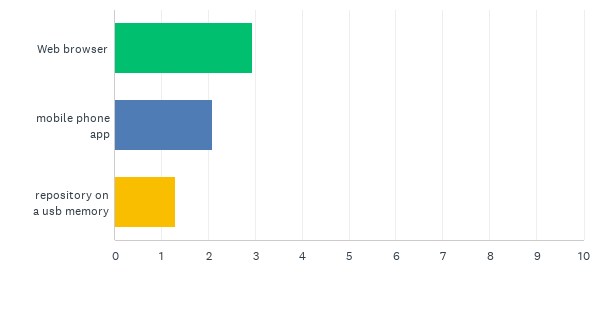 Web browser
mobile phone
app
repository on
a usb memory
0 1 2 3 4 5 6 7 8 9 10